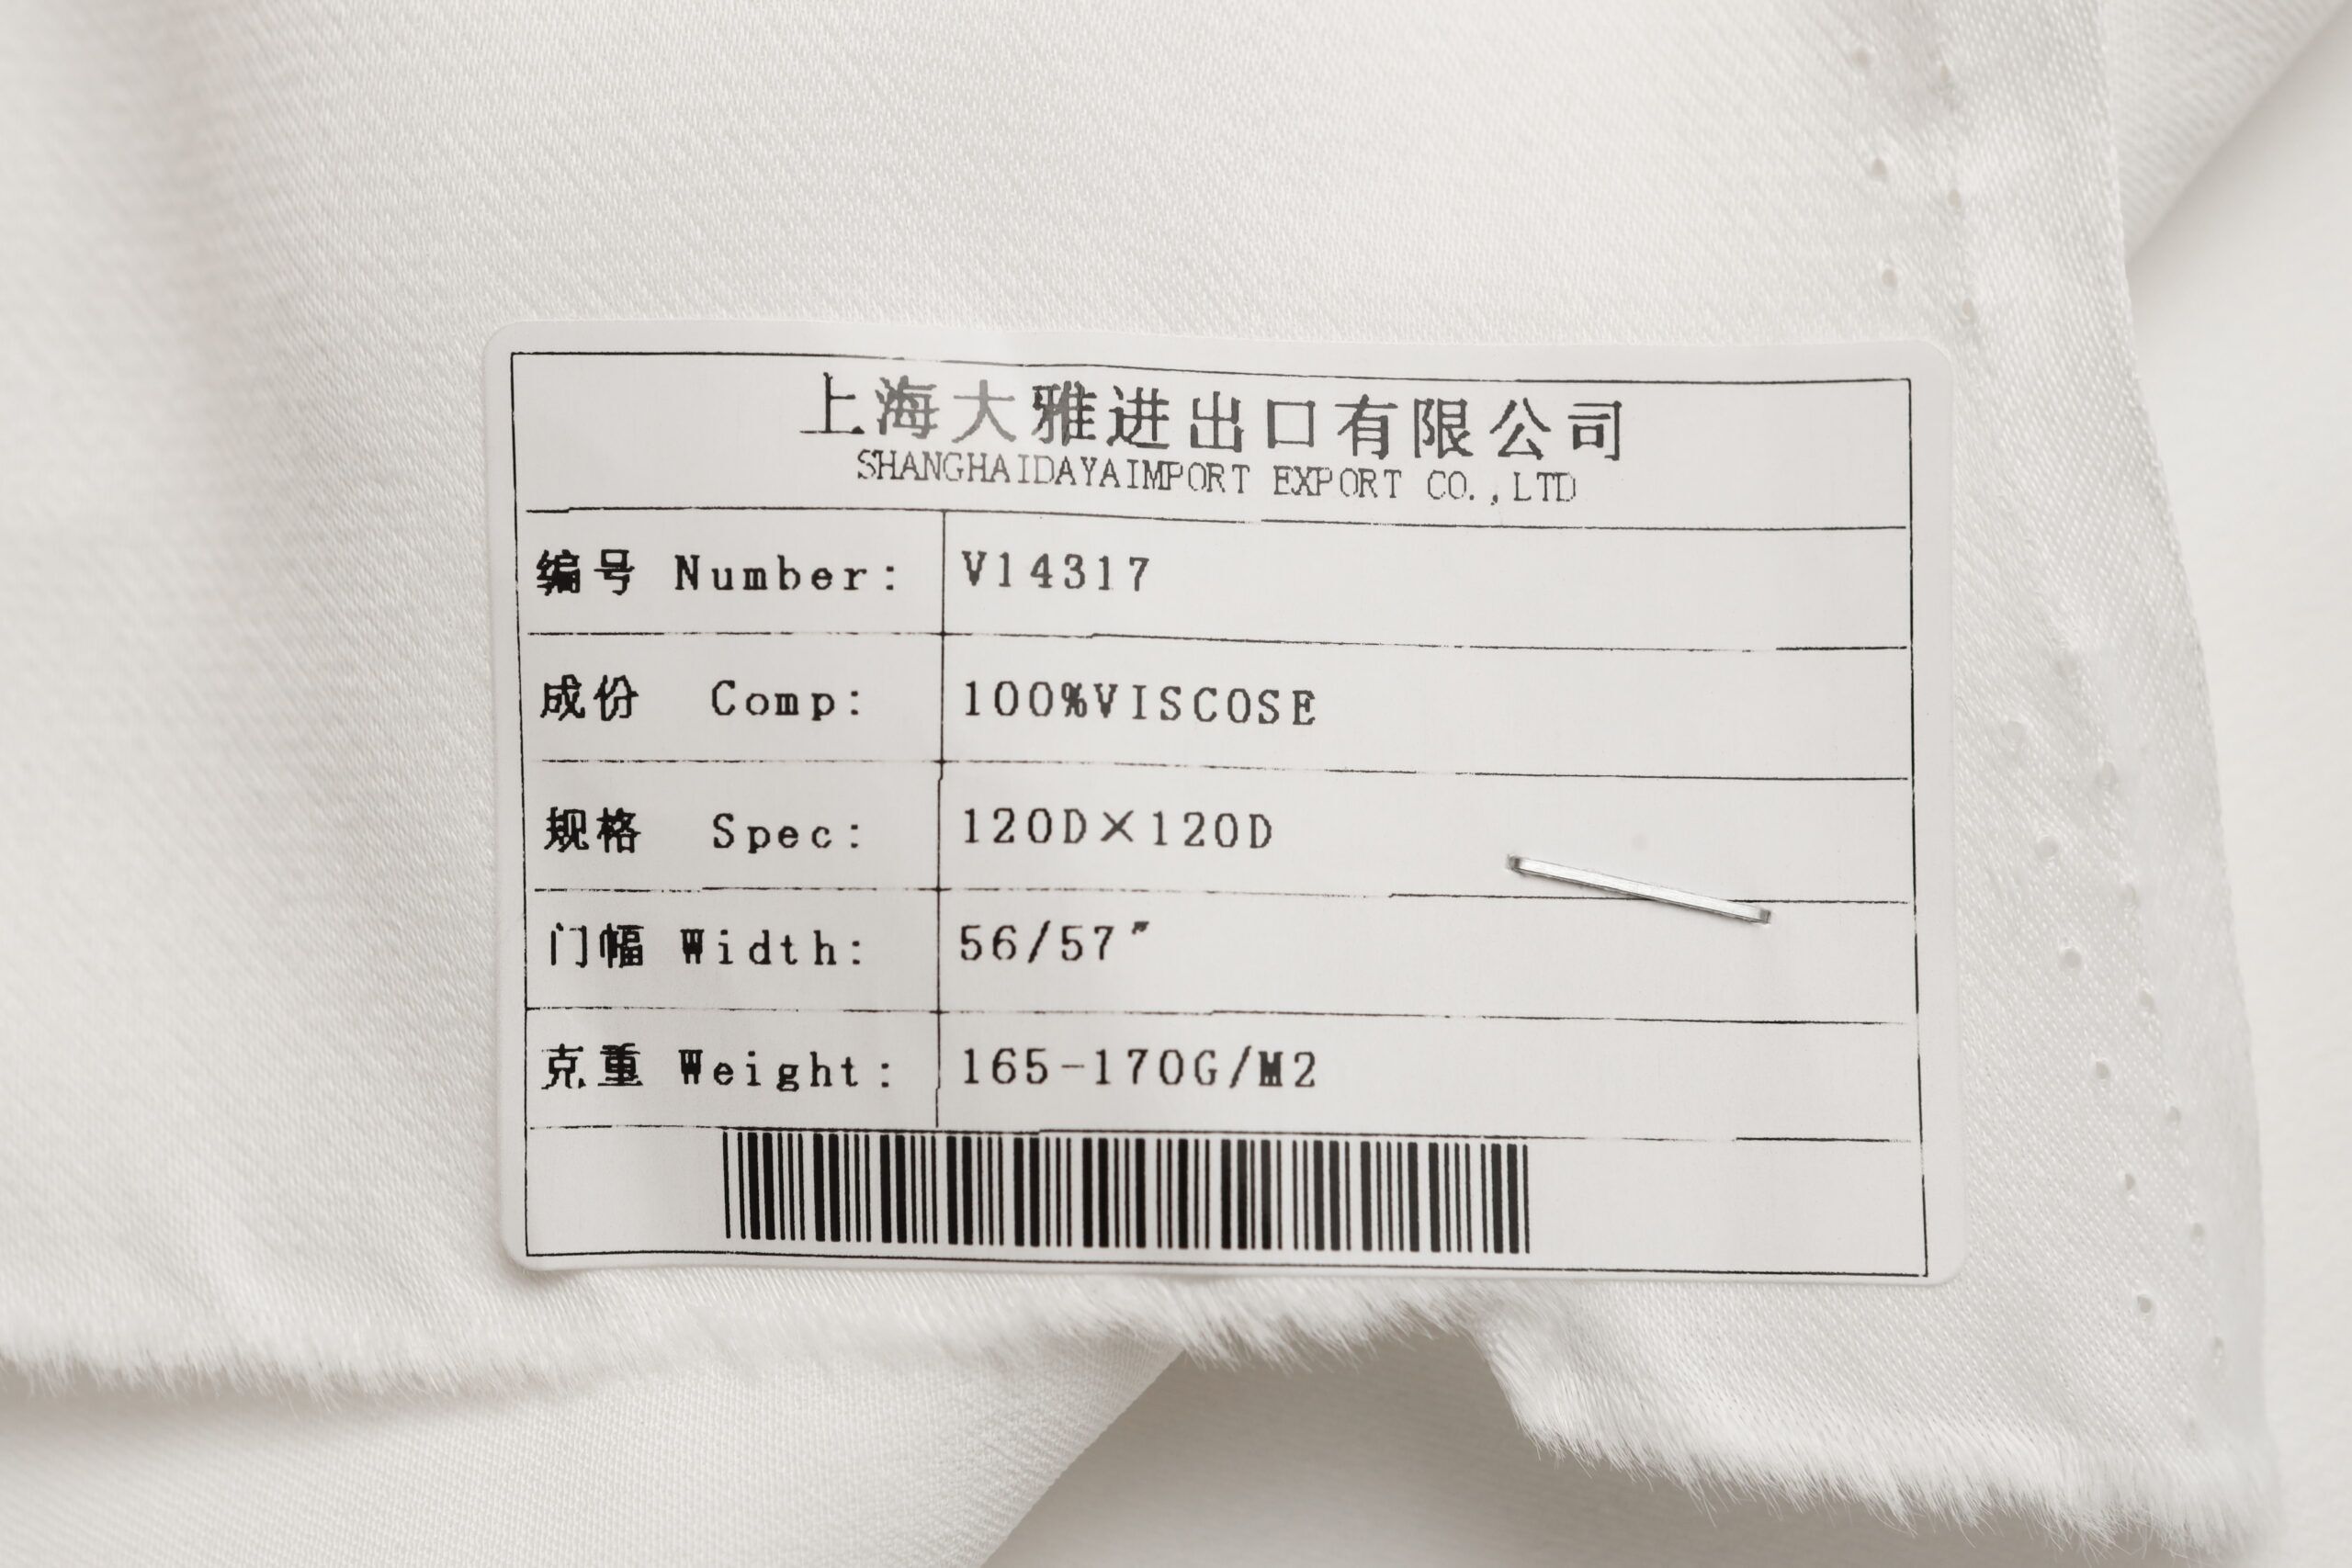 上海大雅进出口有限公司
SHANGHAIDAYAIMPORT EXPORT CO.,LTD
编号 Number: V14317
成份 Comp: 100%VISCOSE
规格 Spec: 120D×120D
门幅 Width: 56/57"
克重 Weight: 165-170G/M2